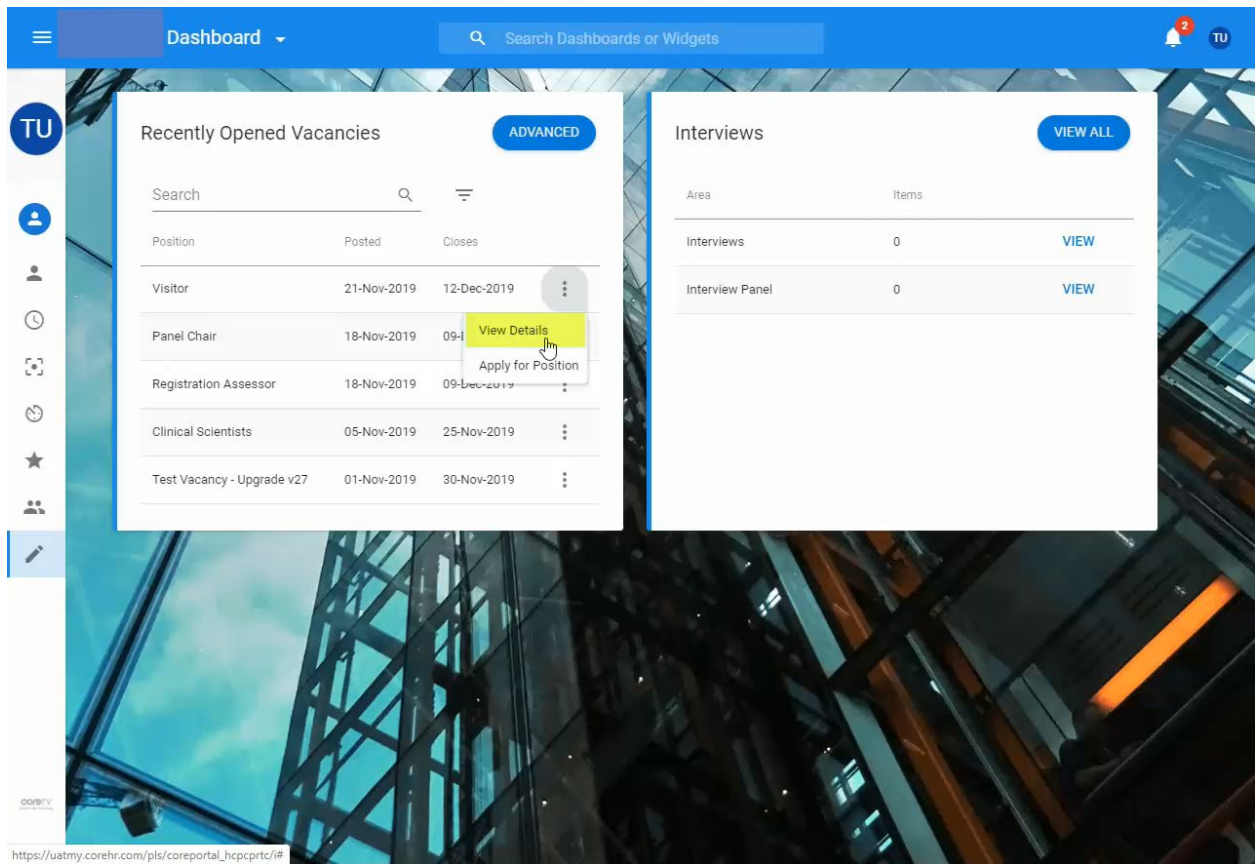 Dashboard
Search Dashboards or Widgets
2
TU
TU
Recently Opened Vacancies
ADVANCED
Search
Position Posted Closes
Visitor 21-Nov-2019 12-Dec-2019
View Details
Panel Chair 18-Nov-2019
Apply for Position
Registration Assessor 18-Nov-2019 09-Dec-2019
Clinical Scientists 05-Nov-2019 25-Nov-2019
Test Vacancy - Upgrade v27 01-Nov-2019 30-Nov-2019
Interviews
VIEW ALL
Area Items
Interviews 0 VIEW
Interview Panel 0 VIEW
https://uatmy.corehr.com/pls/coreportal_hcpcprtc/i#